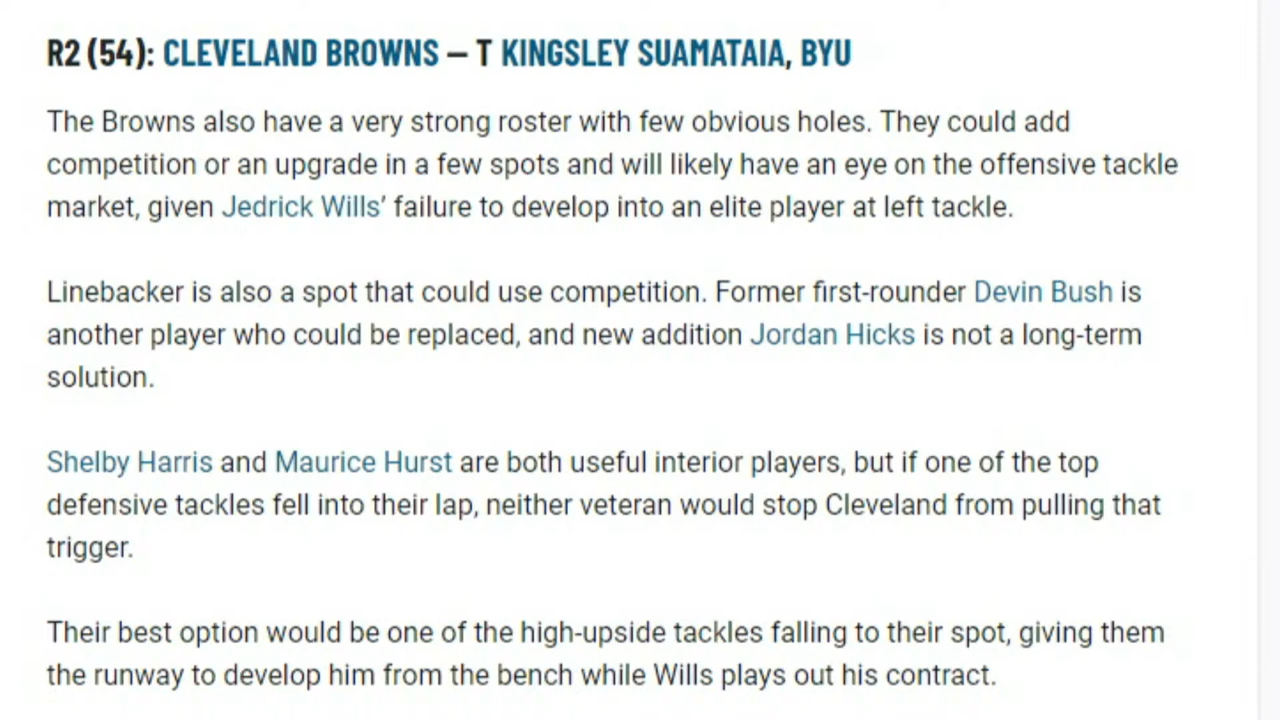 R2 (54): CLEVELAND BROWNS – T KINGSLEY SUAMATAIA, BYU
The Browns also have a very strong roster with few obvious holes. They could add
competition or an upgrade in a few spots and will likely have an eye on the offensive tackle
market, given Jedrick Wills’ failure to develop into an elite player at left tackle.
Linebacker is also a spot that could use competition. Former first-rounder Devin Bush is
another player who could be replaced, and new addition Jordan Hicks is not a long-term
solution.
Shelby Harris and Maurice Hurst are both useful interior players, but if one of the top
defensive tackles fell into their lap, neither veteran would stop Cleveland from pulling that
trigger.
Their best option would be one of the high-upside tackles falling to their spot, giving them
the runway to develop him from the bench while Wills plays out his contract.